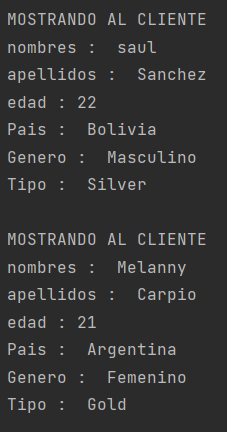 MOSTRANDO AL CLIENTE
nombres :  saul
apellidos :  Sanchez
edad : 22
Pais :  Bolivia
Genero :  Masculino
Tipo :  Silver

MOSTRANDO AL CLIENTE
nombres :  Melanny
apellidos :  Carpio
edad : 21
Pais :  Argentina
Genero :  Femenino
Tipo :  Gold